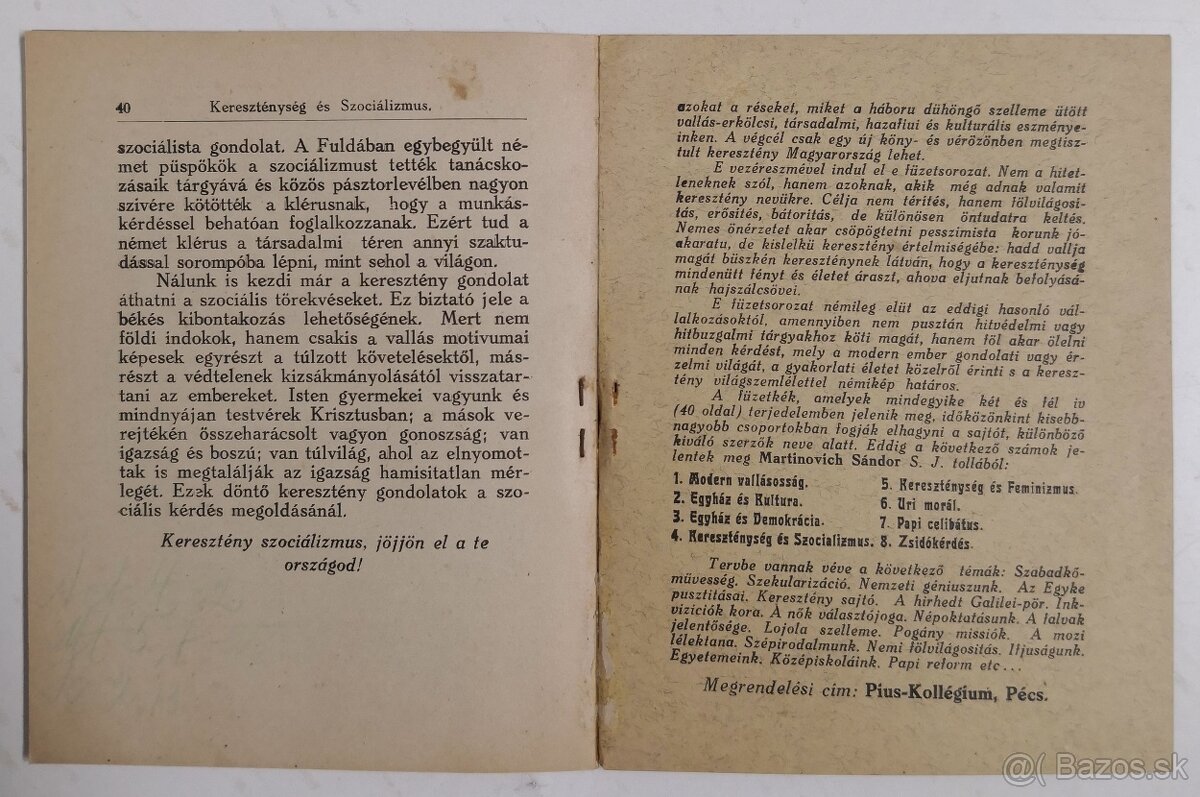 40 Kereszténység és Szociálizmus.
szociálista gondolat. A Fuldában egybegyült né-
met püspökök a szociálizmust tették tanácsko-
zásaik tárgyává és közös pásztorlevélben nagyon
szivére kötötték a klérusnak, hogy a munkás-
kérdéssel behatóan foglalkozzanak. Ezért tud a
német klérus a társadalmi téren annyi szaktu-
dással sorompóba lépni, mint sehol a világon.
Nálunk is kezdi már a keresztény gondolat
áthatni a szociális törekvéseket. Ez biztató jele a
békés kibontakozás lehetőségének. Mert nem
földi indokok, hanem csakis a vallás motivumai
képesek egyrészt a túlzott követelésektől, más-
részt a védtelenek kizsákmányolásától visszatar-
tani az embereket. Isten gyermekei vagyunk és
mindnyájan testvérek Krisztusban; a mások ve-
rejtékén összeharácsolt vagyon gonoszság; van
igazság és boszú; van túlvilág, ahol az elnyomot-
tak is megtalálják az igazság hamisitatlan mér-
legét. Ezek döntő keresztény gondolatok a szo-
ciális kérdés megoldásánál.
Keresztény szociálizmus, jöjjön el a te
országod!
azokat a réseket, miket a háboru dühöngő szelleme ütött
vallás-erkölcsi, társadalmi, hazafiui és kulturális eszménye-
inken. A végcél csak egy új köny- és vérözönben megtisz-
tult keresztény Magyarország lehet.
E vezéreszmével indul el e füzetsorozat. Nem a hitet-
leneknek szól, hanem azoknak, akik még adnak valamit
keresztény nevükre. Célja nem térítés, hanem fölvilágosi-
tás, erősités, bátoritás, de különösen öntudatra keltés.
Nemes önérzetet akar csöpögtetni pesszimista korunk jó-
akaratu, de kislelkü keresztény értelmiségébe: hadd vallja
magát büszkén kereszténynek látván, hogy a kereszténység
mindenütt fényt és életet áraszt, ahova eljutnak befolyásá-
nak hajszálcsövei.
E füzetsorozat némileg elüt az eddigi hasonló vál-
lalkozásoktól, amennyiben nem pusztán hitvédelmi vagy
hitbuzgalmi tárgyakhoz köti magát, hanem föl akar ölelni
minden kérdést, mely a modern ember gondolati vagy ér-
zelmi világát, a gyakorlati életet közelről érinti s a keresz-
tény világszemlélettel némikép határos.
A füzetkék, amelyek mindegyike két és fél iv
(40 oldal) terjedelemben jelenik meg, időközönkint kisebb-
nagyobb csoportokban fogják elhagyni a sajtót, különböző
kiváló szerzők neve alatt. Eddig a következő számok je-
lentek meg Martinovich Sándor S. J. tollából:
1. Modern vallásosság.
2. Egyház és Kultura.
3. Egyház és Demokrácia.
4. Kereszténység és Szocializmus.
5. Kereszténység és Feminizmus.
6. Uri morál.
7. Papi celibátus.
8. Zsidókérdés.
Tervbe vannak véve a következő témák: Szabadkő-
művesség. Szekularizáció. Nemzeti géniuszunk. Az Egyke
pusztitásai. Keresztény sajtó. A hirhedt Galilei-pör. Ink-
vizíciók kora. A nők választójoga. Népoktatásunk. A falvak
jelentősége. Lojola szelleme. Pogány missiók. A mozi
lélektana. Szépirodalmunk. Nemi fölvilágositás. Ifjuságunk.
Egyetemeink. Középiskoláink. Papi reform etc...
Megrendelési cím: Pius-Kollégium, Pécs.
@( Bazos.sk